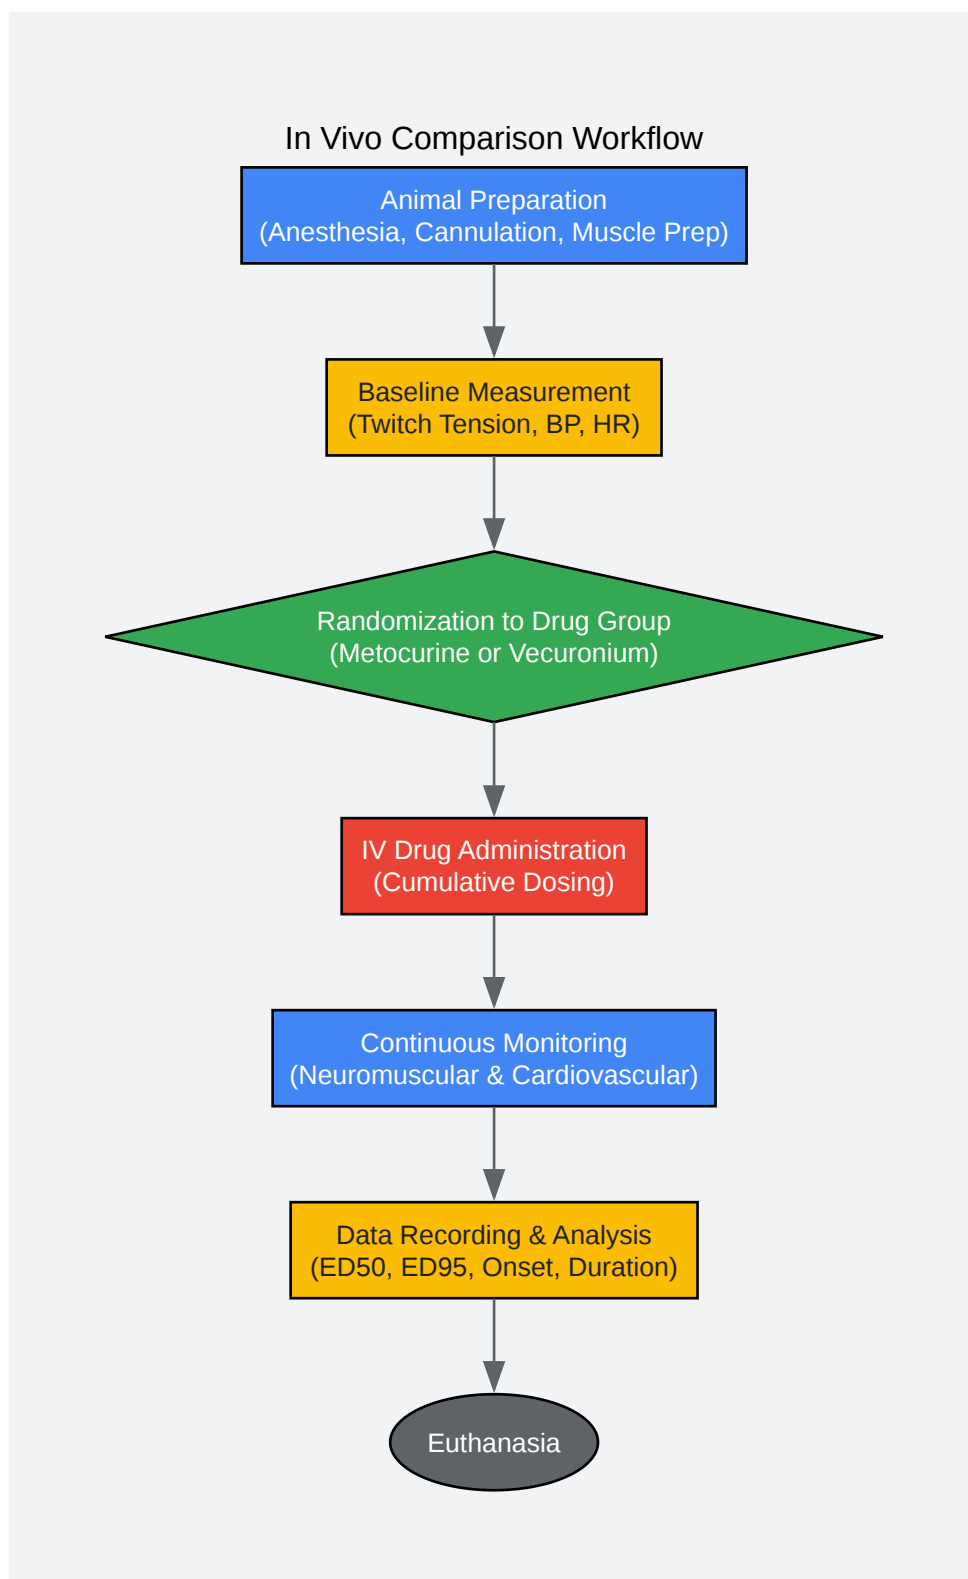 In Vivo Comparison Workflow
Animal Preparation
(Anesthesia, Cannulation, Muscle Prep)
Baseline Measurement
(Twitch Tension, BP, HR)
Randomization to Drug Group
(Metocurine or Vecuronium)
IV Drug Administration
(Cumulative Dosing)
Continuous Monitoring
(Neuromuscular & Cardiovascular)
Data Recording & Analysis
(ED50, ED95, Onset, Duration)
Euthanasia